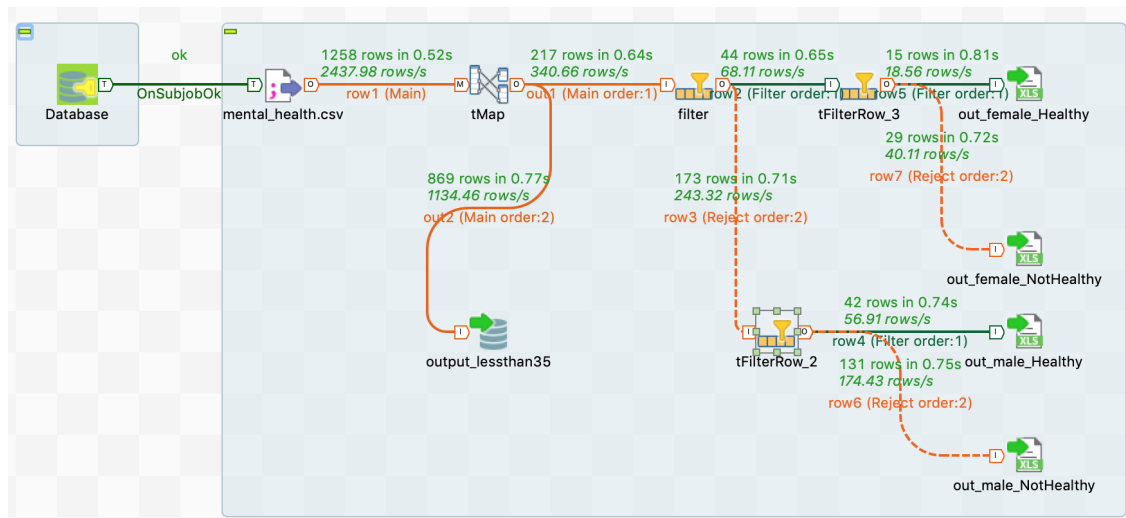 ok
OnSubjobOk
Database
T
T
mental_health.csv
O
1258 rows in 0.52s
2437.98 rows/s
row1 (Main)
M
O
tMap
217 rows in 0.64s
340.66 rows/s
out1 (Main order:1)
I
O
filter
44 rows in 0.65s
68.11 rows/s
row2 (Filter order:1)
I
O
tFilterRow_3
15 rows in 0.81s
18.56 rows/s
row5 (Filter order:1)
I
XLS
out_female_Healthy
29 rows in 0.72s
40.11 rows/s
row7 (Reject order:2)
I
XLS
out_female_NotHealthy
869 rows in 0.77s
1134.46 rows/s
out2 (Main order:2)
I
output_lessthan35
173 rows in 0.71s
243.32 rows/s
row3 (Reject order:2)
I
O
tFilterRow_2
42 rows in 0.74s
56.91 rows/s
row4 (Filter order:1)
I
XLS
out_male_Healthy
131 rows in 0.75s
174.43 rows/s
row6 (Reject order:2)
I
XLS
out_male_NotHealthy